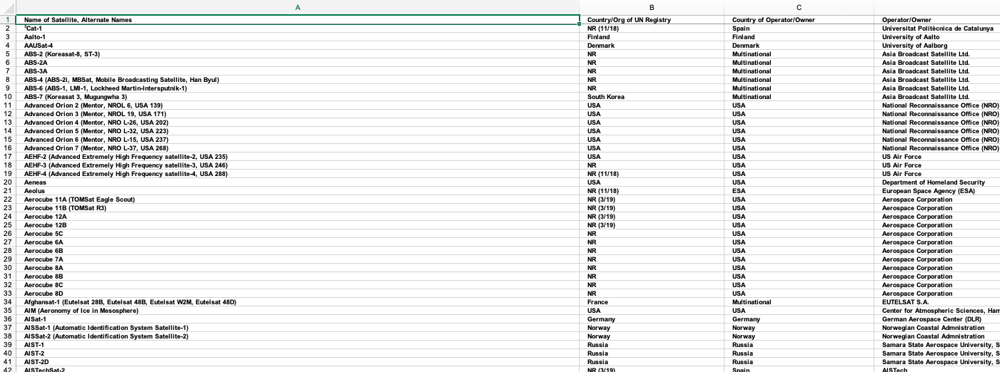 A B C
1 Name of Satellite, Alternate Names Country/Org of UN Registry Country of Operator/Owner Operator/Owner
2 ³Cat-1 NR (11/18) Spain Universitat Politècnica de Catalunya
3 Aalto-1 Finland Finland University of Aalto
4 AAUSat-4 Denmark Denmark University of Aalborg
5 ABS-2 (Koreasat-8, ST-3) NR Multinational Asia Broadcast Satellite Ltd.
6 ABS-2A NR Multinational Asia Broadcast Satellite Ltd.
7 ABS-3A NR Multinational Asia Broadcast Satellite Ltd.
8 ABS-4 (ABS-2i, MBSat, Mobile Broadcasting Satellite, Han Byul) NR Multinational Asia Broadcast Satellite Ltd.
9 ABS-6 (ABS-1, LMI-1, Lockheed Martin-Intersputnik-1) NR Multinational Asia Broadcast Satellite Ltd.
10 ABS-7 (Koreasat 3, Mugungwha 3) South Korea Multinational Asia Broadcast Satellite Ltd.
11 Advanced Orion 2 (Mentor, NROL 6, USA 139) USA USA National Reconnaissance Office (NRO)
12 Advanced Orion 3 (Mentor, NROL 19, USA 171) USA USA National Reconnaissance Office (NRO)
13 Advanced Orion 4 (Mentor, NRO L-26, USA 202) USA USA National Reconnaissance Office (NRO)
14 Advanced Orion 5 (Mentor, NRO L-32, USA 223) USA USA National Reconnaissance Office (NRO)
15 Advanced Orion 6 (Mentor, NRO L-15, USA 237) USA USA National Reconnaissance Office (NRO)
16 Advanced Orion 7 (Mentor, NRO L-37, USA 268) USA USA National Reconnaissance Office (NRO)
17 AEHF-2 (Advanced Extremely High Frequency satellite-2, USA 235) USA USA US Air Force
18 AEHF-3 (Advanced Extremely High Frequency satellite-3, USA 246) NR USA US Air Force
19 AEHF-4 (Advanced Extremely High Frequency satellite-4, USA 288) NR (11/18) USA US Air Force
20 Aeneas USA USA Department of Homeland Security
21 Aeolus NR (11/18) ESA European Space Agency (ESA)
22 Aerocube 11A (TOMSat Eagle Scout) NR (3/19) USA Aerospace Corporation
23 Aerocube 11B (TOMSat R3) NR (3/19) USA Aerospace Corporation
24 Aerocube 12A NR (3/19) USA Aerospace Corporation
25 Aerocube 12B NR (3/19) USA Aerospace Corporation
26 Aerocube 5C NR USA Aerospace Corporation
27 Aerocube 6A NR USA Aerospace Corporation
28 Aerocube 6B NR USA Aerospace Corporation
29 Aerocube 7A NR USA Aerospace Corporation
30 Aerocube 8A NR USA Aerospace Corporation
31 Aerocube 8B NR USA Aerospace Corporation
32 Aerocube 8C NR USA Aerospace Corporation
33 Aerocube 8D NR USA Aerospace Corporation
34 Afghansat-1 (Eutelsat 28B, Eutelsat 48B, Eutelsat W2M, Eutelsat 48D) France Multinational EUTELSAT S.A.
35 AIM (Aeronomy of Ice in Mesosphere) USA USA Center for Atmospheric Sciences, Ham
36 AISat-1 Germany Germany German Aerospace Center (DLR)
37 AISSat-1 (Automatic Identification System Satellite-1) Norway Norway Norwegian Coastal Admnistration
38 AISSat-2 (Automatic Identification System Satellite-2) Norway Norway Norwegian Coastal Admnistration
39 AIST-1 Russia Russia Samara State Aerospace University, S
40 AIST-2 Russia Russia Samara State Aerospace University, S
41 AIST-2D Russia Russia Samara State Aerospace University, S
42 AISTechSat-2 NR (3/19) Spain AISTech